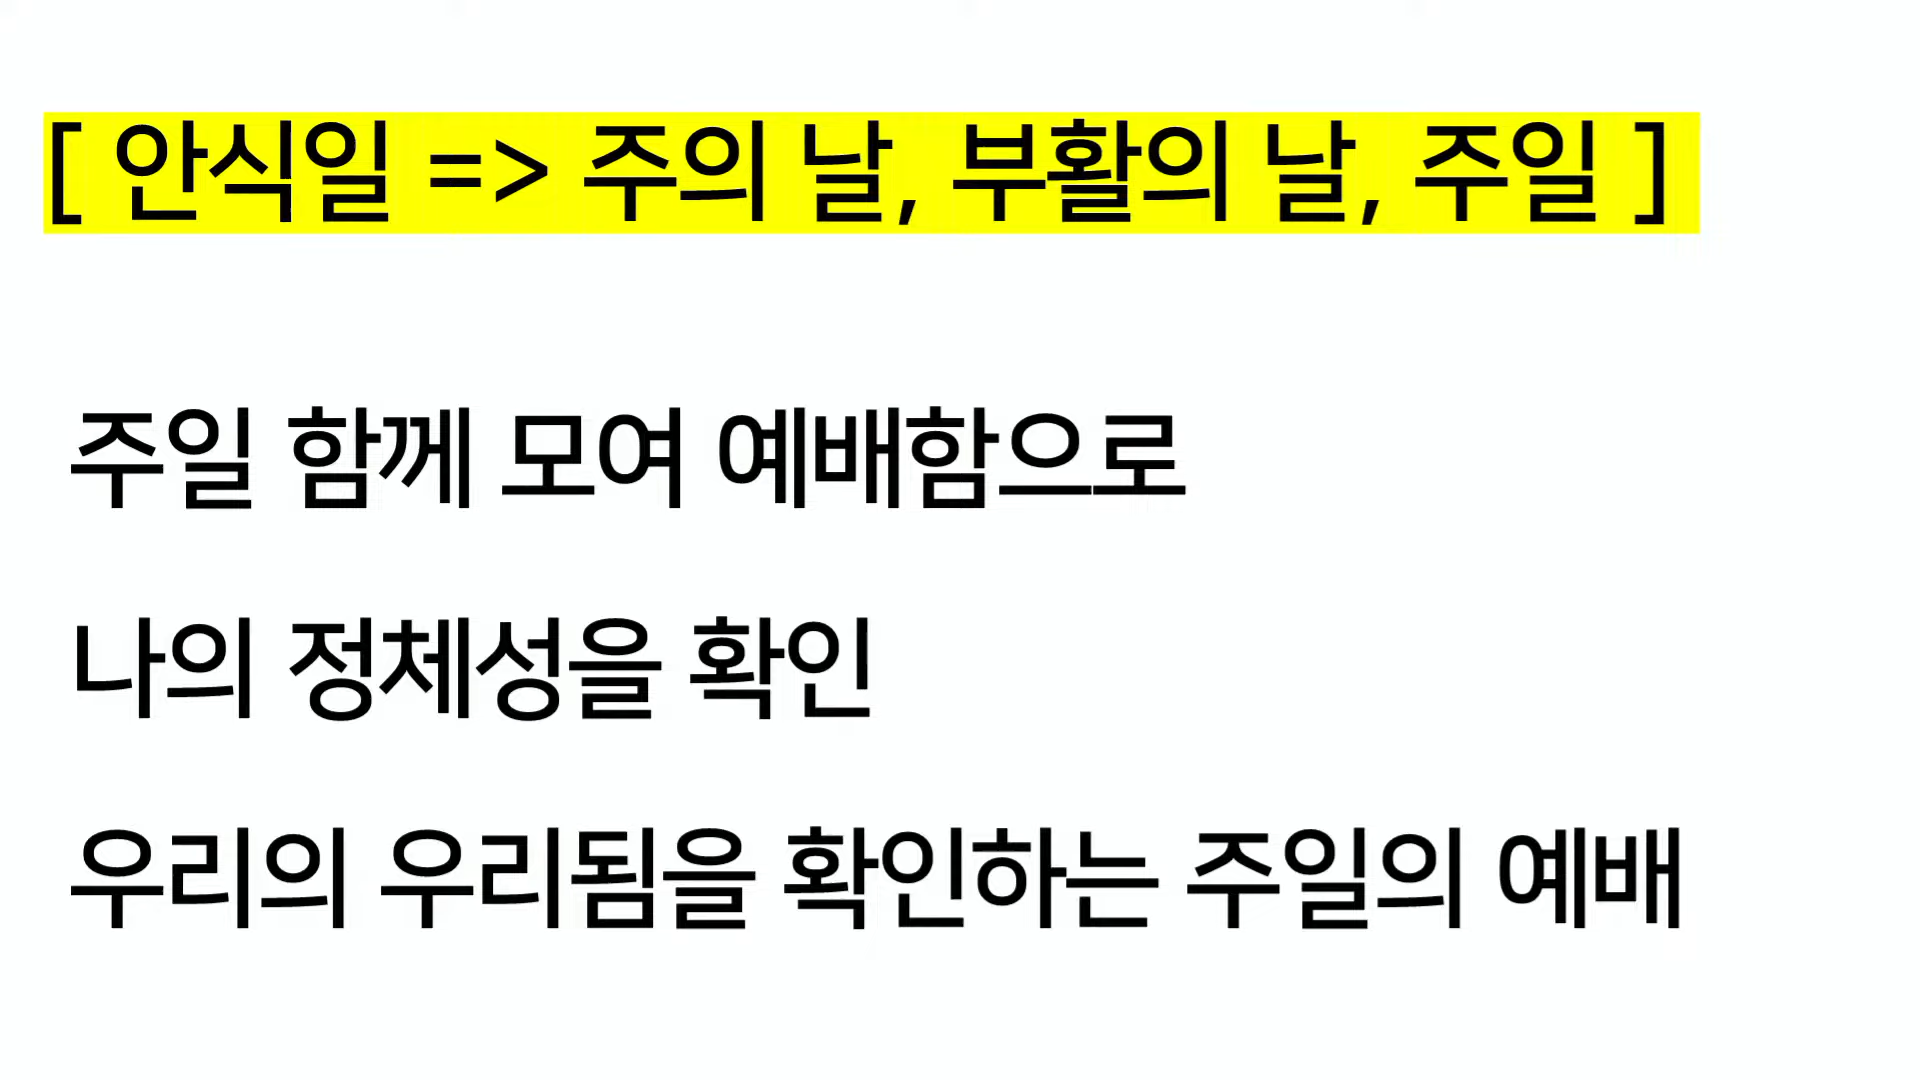 [ 안식일 => 주의 날, 부활의 날, 주일 ]
주일 함께 모여 예배함으로
나의 정체성을 확인
우리의 우리됨을 확인하는 주일의 예배